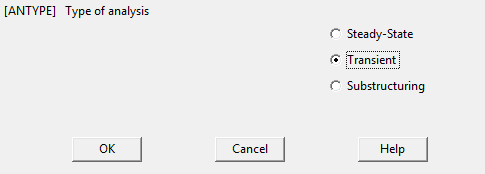 [ANTYPE] Type of analysis
Steady-State
Transient
Substructuring
OK Cancel Help